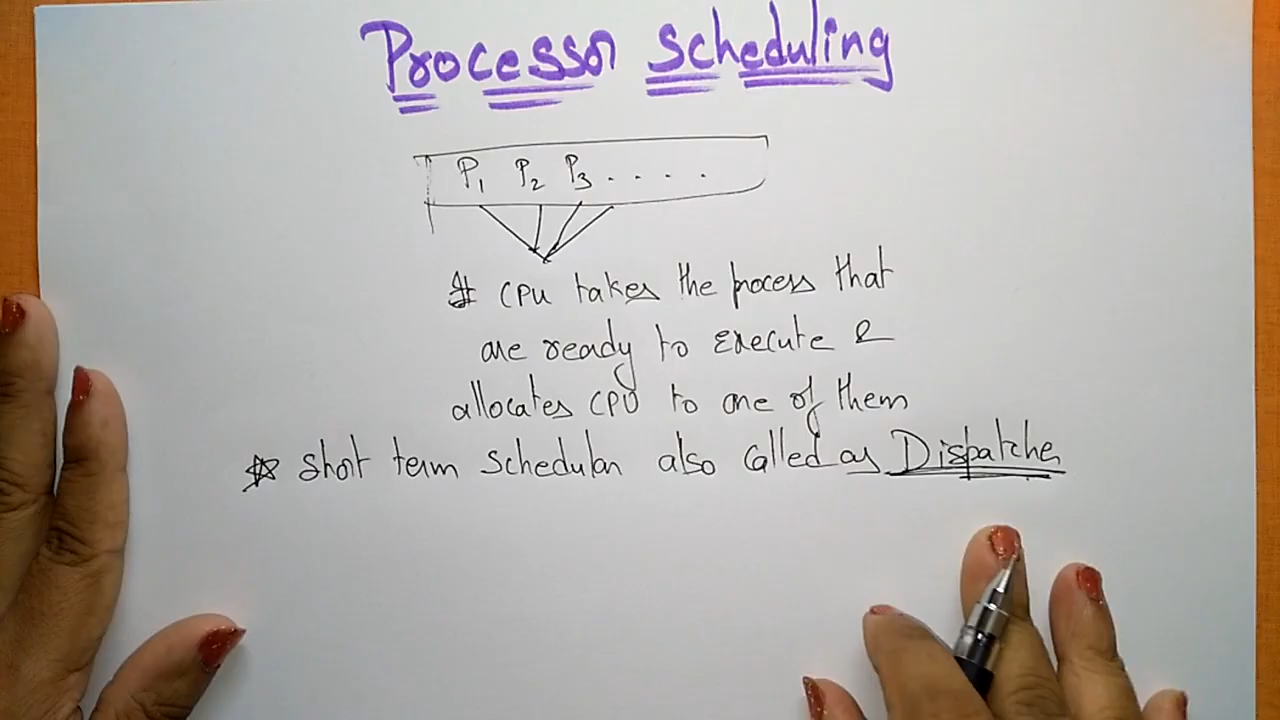 Processor Scheduling
P1 P2 P3 . . . .
CPU takes the process that
are ready to execute &
allocates CPU to one of them
short term schedular also called as Dispatcher